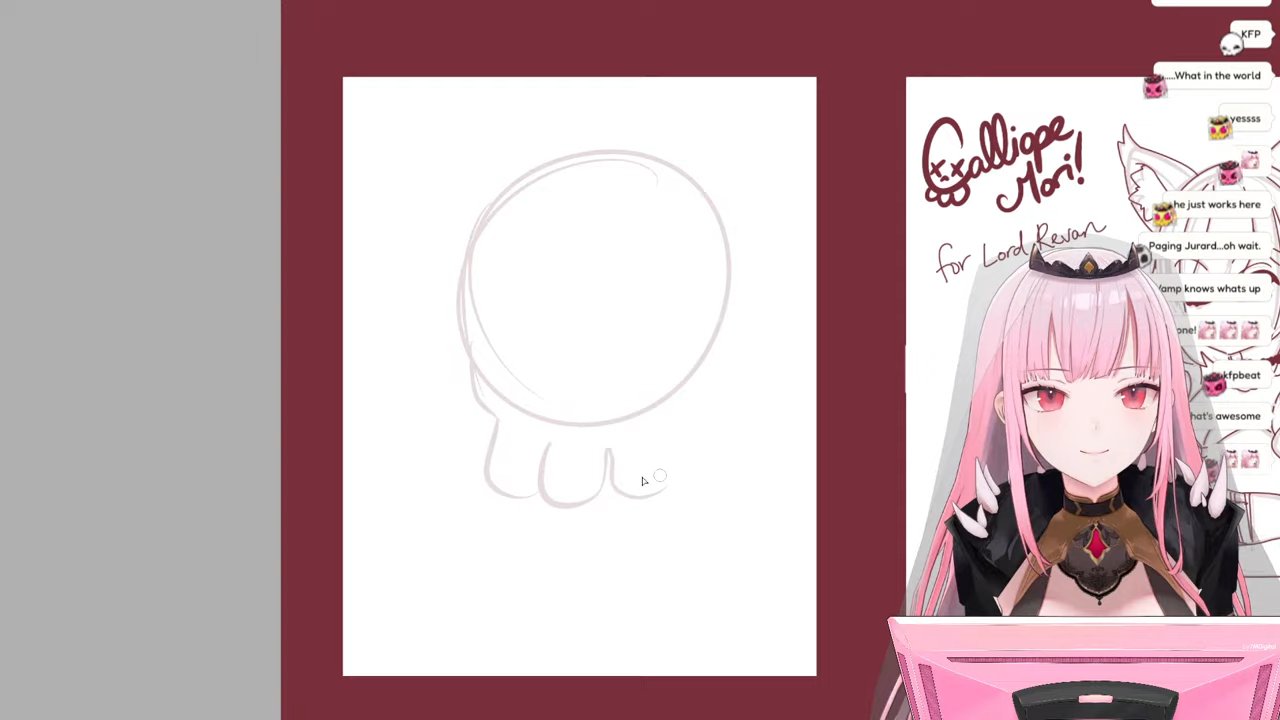 KFP
.....What in the world
yessss
he just works here
Paging Jurard...oh wait.
Vamp knows whats up
one!
kfpbeat
hat's awesome
Calliope
Mori!
for Lord Revan